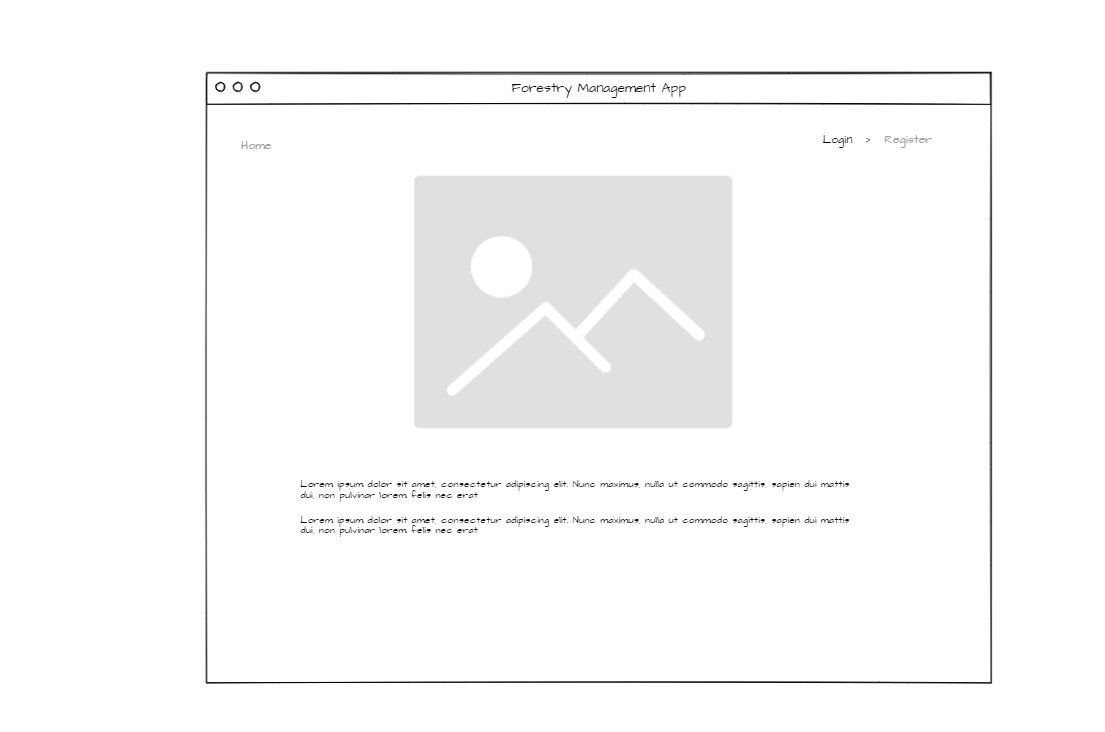 Forestry Management App
Home
Login > Register
Lorem ipsum dolor sit amet, consectetur adipiscing elit. Nunc maximus, nulla ut commodo sagittis, sapien dui mattis
dui, non pulvinar lorem felis nec erat
Lorem ipsum dolor sit amet, consectetur adipiscing elit. Nunc maximus, nulla ut commodo sagittis, sapien dui mattis
dui, non pulvinar lorem felis nec erat